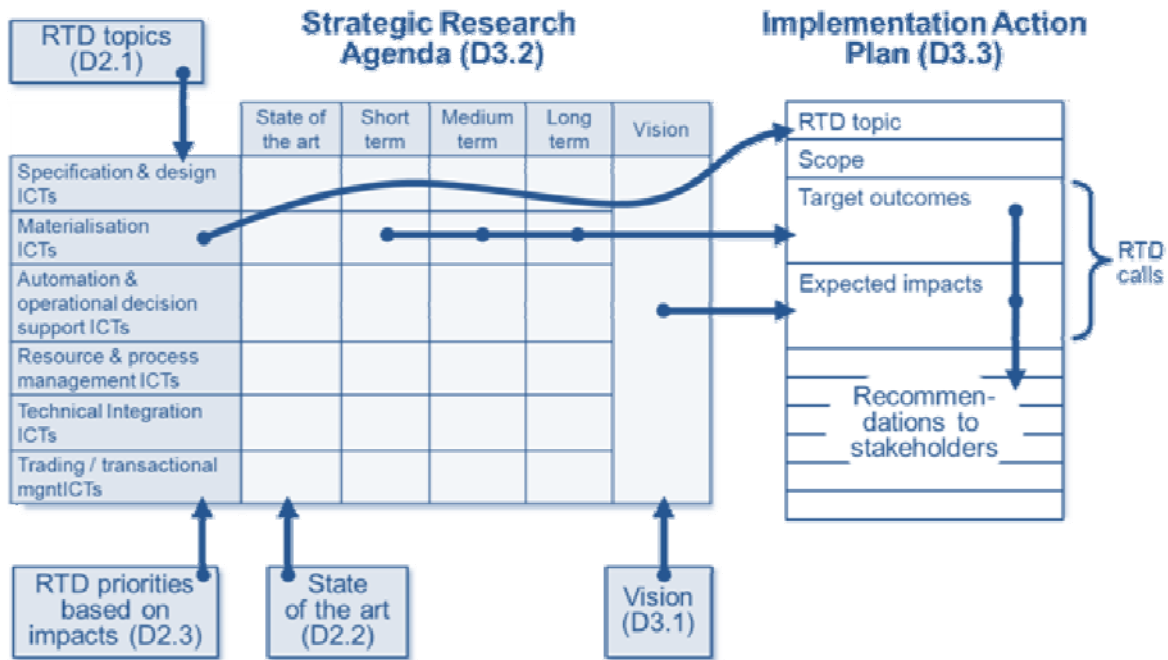 RTD topics
(D2.1)
Strategic Research
Agenda (D3.2)
Implementation Action
Plan (D3.3)
State of
the art
Short
term
Medium
term
Long
term
Vision
Specification & design
ICTs
Materialisation
ICTs
Automation &
operational decision
support ICTs
Resource & process
management ICTs
Technical Integration
ICTs
Trading / transactional
mgntICTs
RTD topic
Scope
Target outcomes
Expected impacts
RTD
calls
Recommen-
dations to
stakeholders
RTD priorities
based on
impacts (D2.3)
State
of the art
(D2.2)
Vision
(D3.1)